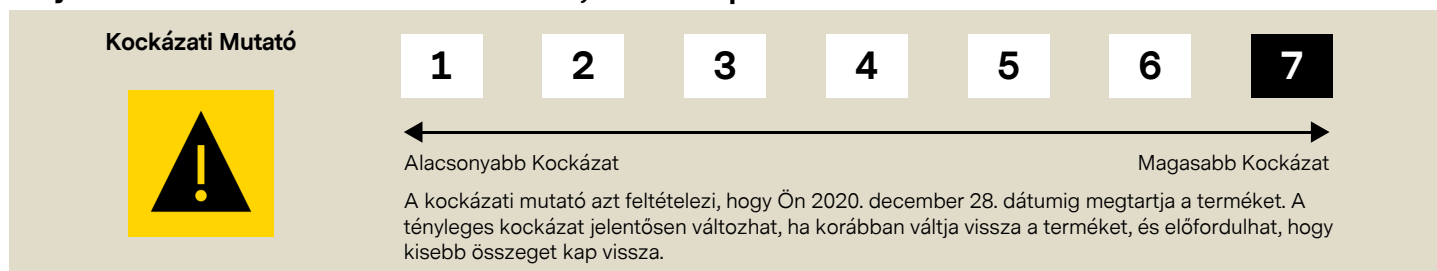 Kockázati Mutató
1 2 3 4 5 6 7
Alacsonyabb Kockázat Magasabb Kockázat
A kockázati mutató azt feltételezi, hogy Ön 2020. december 28. dátumig megtartja a terméket. A
tényleges kockázat jelentősen változhat, ha korábban váltja vissza a terméket, és előfordulhat, hogy
kisebb összeget kap vissza.